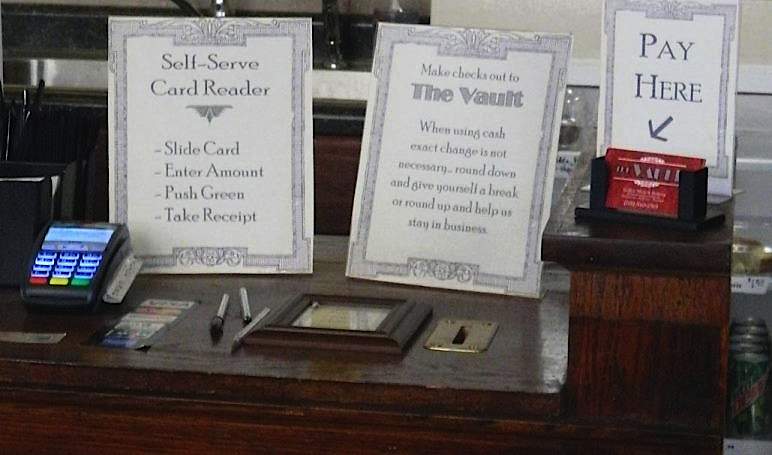 Self-Serve
Card Reader
- Slide Card
- Enter Amount
- Push Green
- Take Receipt
Make checks out to
The Vault
When using cash
exact change is not
necessary... round down
and give yourself a break
or round up and help us
stay in business.
PAY
HERE
THE VAULT